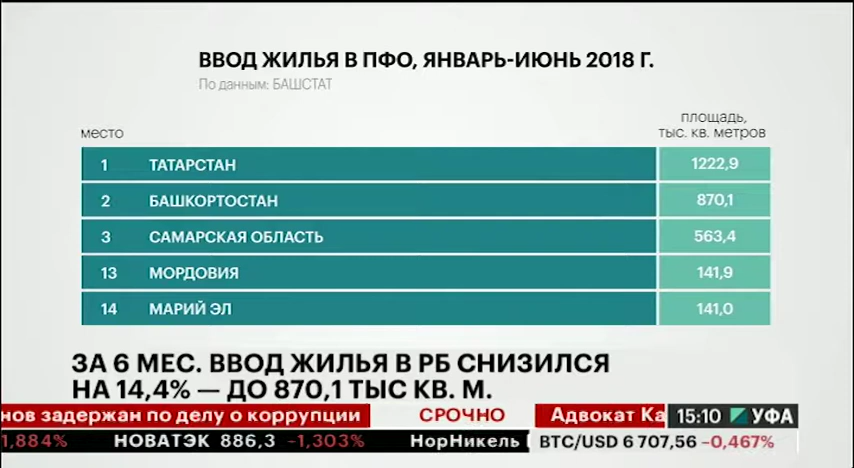 ВВОД ЖИЛЬЯ В ПФО, ЯНВАРЬ-ИЮНЬ 2018 Г.
По данным: БАШСТАТ
место площадь, тыс. кв. метров
1 ТАТАРСТАН 1222,9
2 БАШКОРТОСТАН 870,1
3 САМАРСКАЯ ОБЛАСТЬ 563,4
13 МОРДОВИЯ 141,9
14 МАРИЙ ЭЛ 141,0
ЗА 6 МЕС. ВВОД ЖИЛЬЯ В РБ СНИЗИЛСЯ
НА 14,4% — ДО 870,1 ТЫС КВ. М.
нов задержан по делу о коррупции СРОЧНО Адвокат Ка 15:10 УФА
1,884% НОВАТЭК 886,3 -1,303% НорНикель BTC/USD 6 707,56 -0,467%